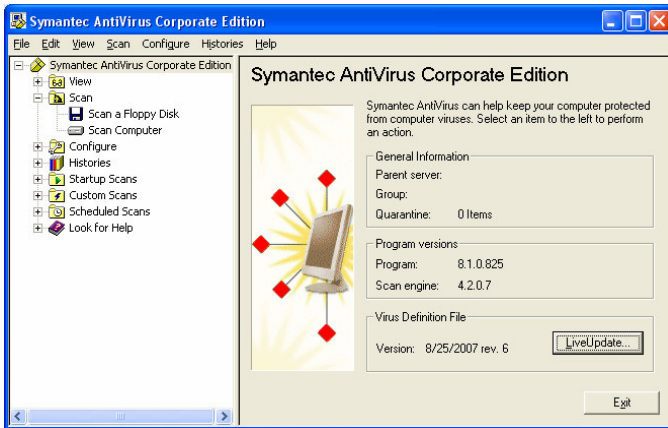 Symantec AntiVirus Corporate Edition
File Edit View Scan Configure Histories Help
Symantec AntiVirus Corporate Edition
View
Scan
Scan a Floppy Disk
Scan Computer
Configure
Histories
Startup Scans
Custom Scans
Scheduled Scans
Look for Help
Symantec AntiVirus Corporate Edition
Symantec AntiVirus can help keep your computer protected
from computer viruses. Select an item to the left to perform
an action.
General Information
Parent server:
Group:
Quarantine: 0 Items
Program versions
Program: 8.1.0.825
Scan engine: 4.2.0.7
Virus Definition File
Version: 8/25/2007 rev. 6
LiveUpdate...
Exit